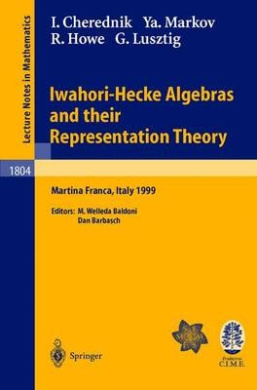 I. Cherednik Ya. Markov
R. Howe G. Lusztig
Lecture Notes in Mathematics
1804
Iwahori-Hecke Algebras
and their
Representation Theory
Martina Franca, Italy 1999
Editors: M. Welleda Baldoni
Dan Barbasch
Springer
C.I.M.E.